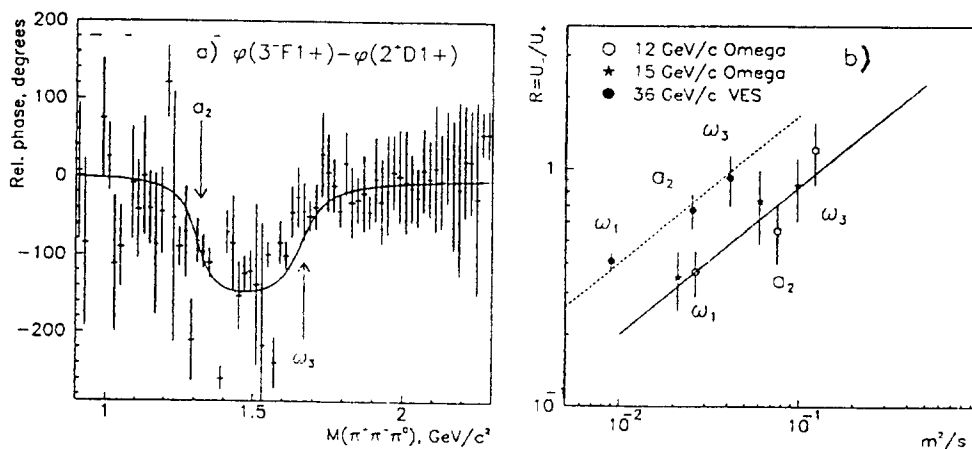 a) φ(3⁻F1+)−φ(2⁺D1+)
Rel. phase, degrees
200
100
0
−100
−200
a₂
ω₃
1
1.5
2
M(π⁺π⁻π⁰), GeV/c²
b)
○ 12 GeV/c Omega
★ 15 GeV/c Omega
● 36 GeV/c VES
R=U₋/U₊
1
10⁻¹
ω₃
a₂
ω₁
ω₃
a₂
ω₁
10⁻²
10⁻¹
m²/s